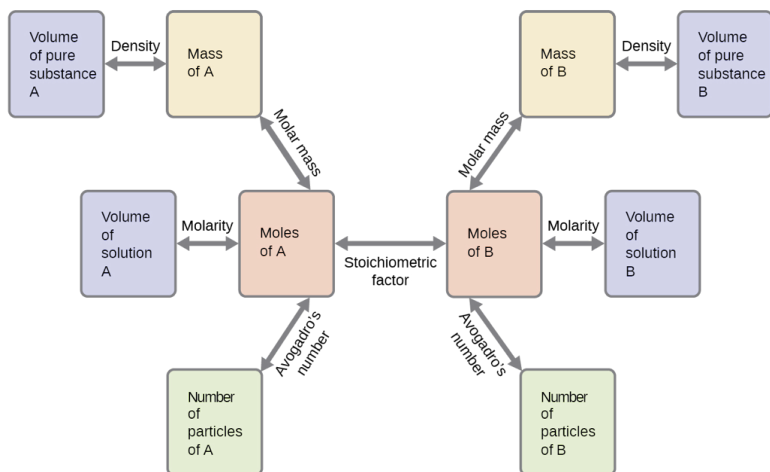 Volume
of pure
substance
A
Density
Mass
of A
Mass
of B
Density
Volume
of pure
substance
B
Molar mass
Molar mass
Volume
of
solution
A
Molarity
Moles
of A
Stoichiometric
factor
Moles
of B
Molarity
Volume
of
solution
B
Avogadro's
number
Avogadro's
number
Number
of
particles
of A
Number
of
particles
of B